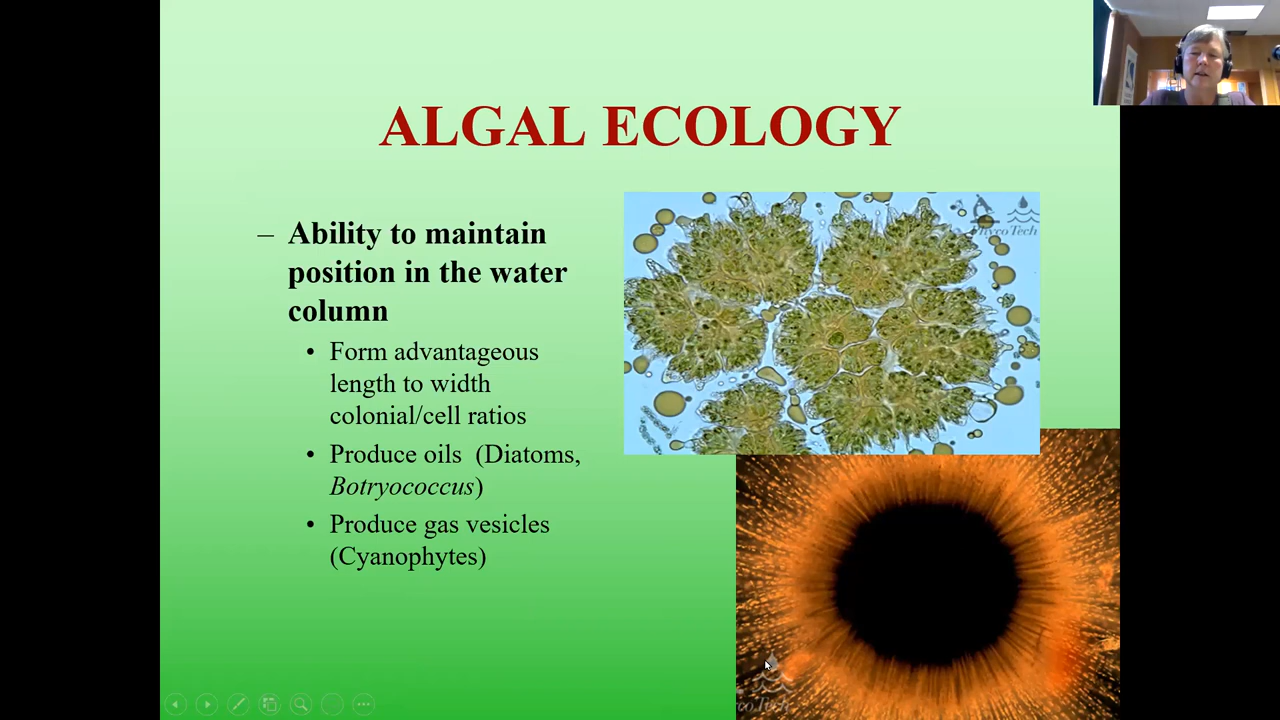 ALGAL ECOLOGY
– Ability to maintain
position in the water
column
• Form advantageous
length to width
colonial/cell ratios
• Produce oils (Diatoms,
Botryococcus)
• Produce gas vesicles
(Cyanophytes)
PhycoTech